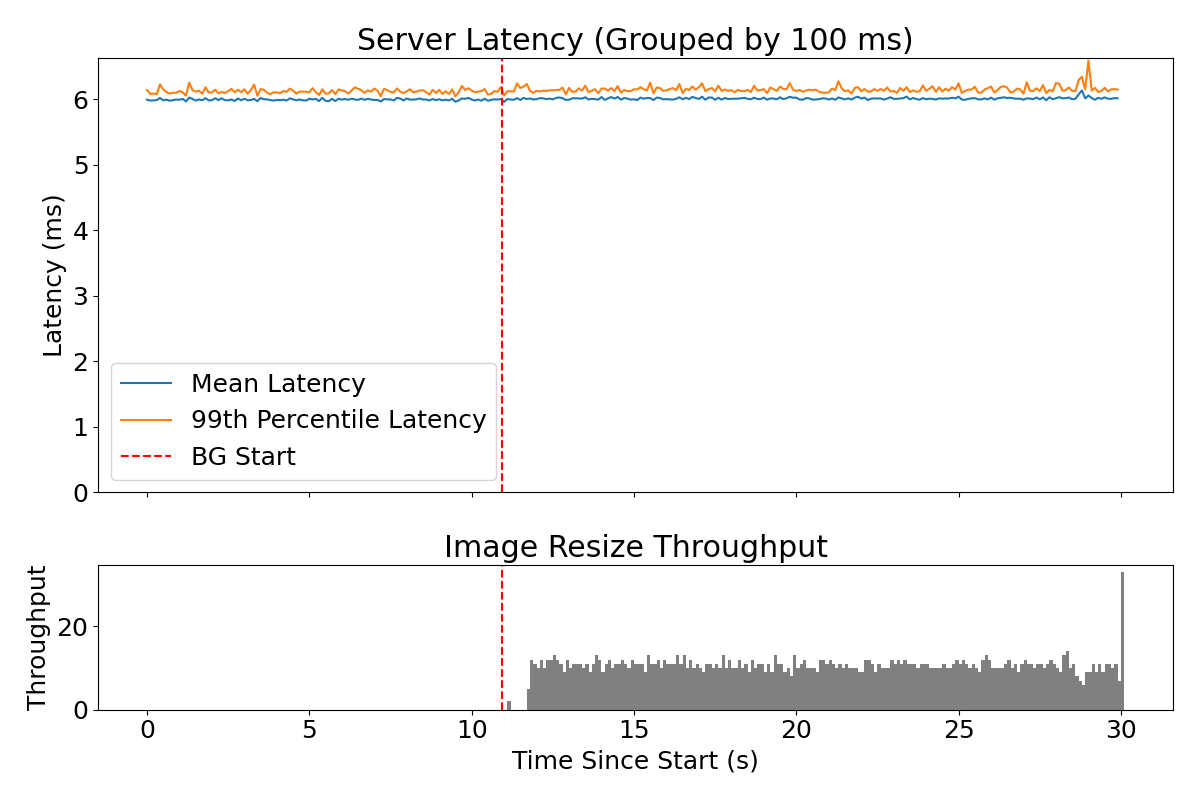 Server Latency (Grouped by 100 ms)
Latency (ms)
6
5
4
3
2
1
0
Mean Latency
99th Percentile Latency
BG Start
Image Resize Throughput
Throughput
20
0
0 5 10 15 20 25 30
Time Since Start (s)